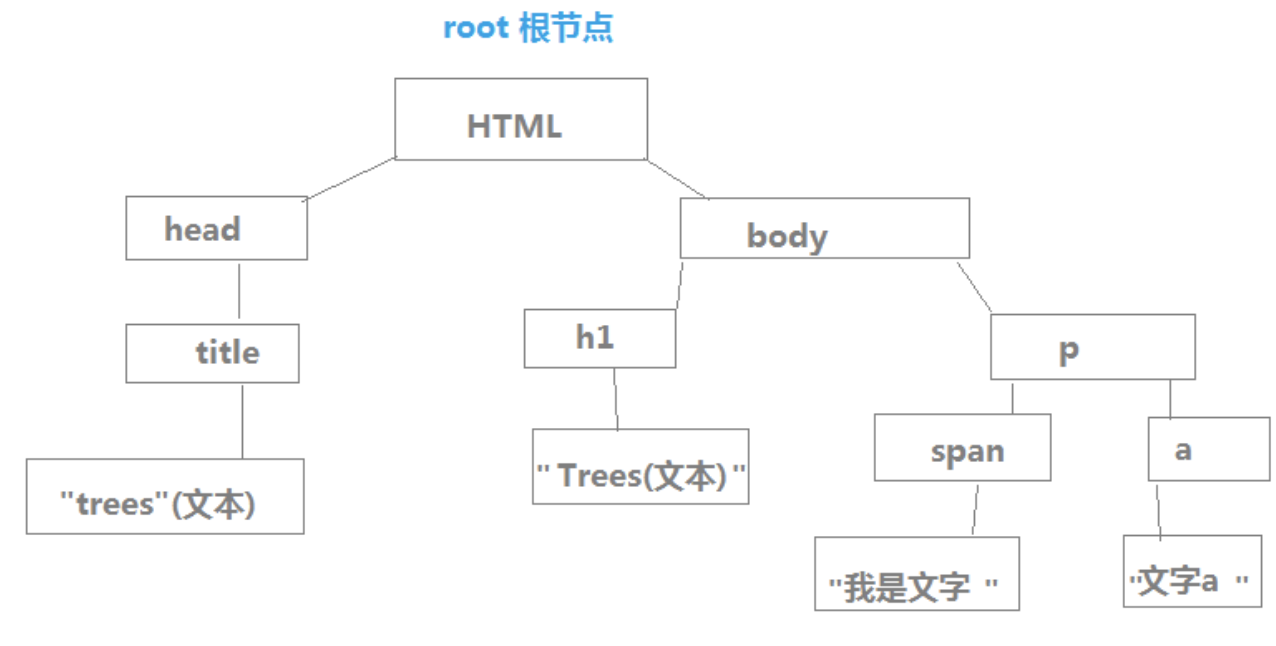 root 根节点
HTML
head
body
title
h1
p
"trees"(文本)
" Trees(文本) "
span
a
"我是文字 "
"文字a "